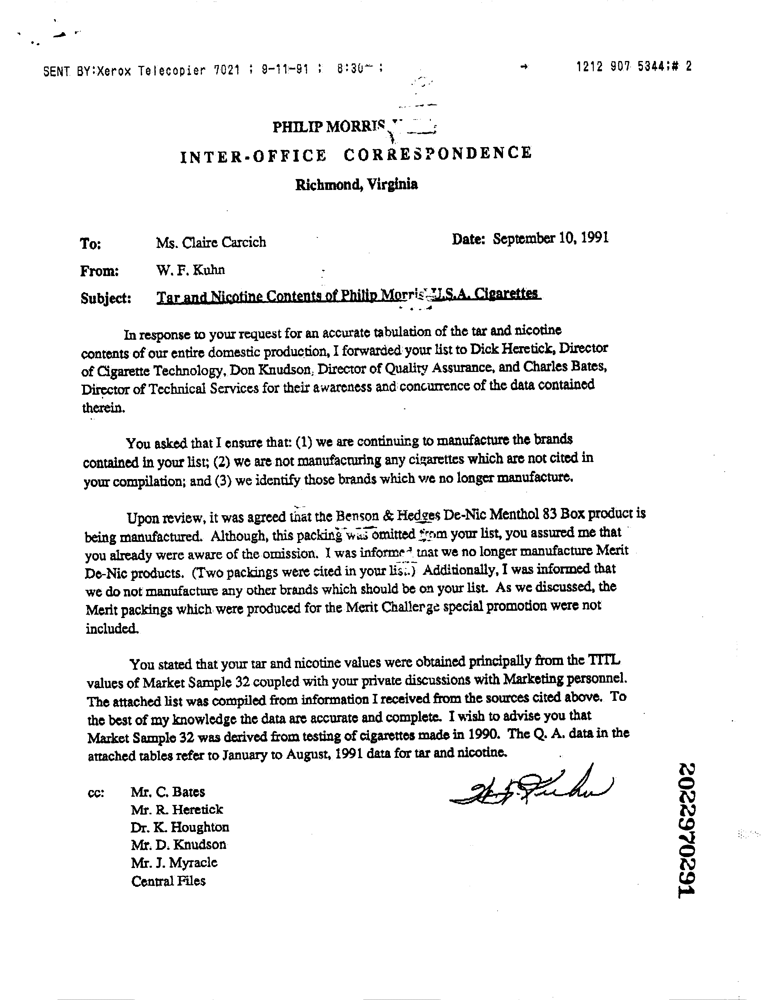 SENT BY:Xerox Telecopier 7021 ; 9-11-91 ; 8:30 ; → 1212 907 5344;# 2
PHILIP MORRIS
INTER-OFFICE CORRESPONDENCE
Richmond, Virginia
To: Ms. Claire Carcich Date: September 10, 1991
From: W. F. Kuhn
Subject: Tar and Nicotine Contents of Philip Morris' U.S.A. Cigarettes
In response to your request for an accurate tabulation of the tar and nicotine
contents of our entire domestic production, I forwarded your list to Dick Heretick, Director
of Cigarette Technology, Don Knudson, Director of Quality Assurance, and Charles Bates,
Director of Technical Services for their awareness and concurrence of the data contained
therein.
You asked that I ensure that: (1) we are continuing to manufacture the brands
contained in your list; (2) we are not manufacturing any cigarettes which are not cited in
your compilation; and (3) we identify those brands which we no longer manufacture.
Upon review, it was agreed that the Benson & Hedges De-Nic Menthol 83 Box product is
being manufactured. Although, this packing was omitted from your list, you assured me that
you already were aware of the omission. I was informed that we no longer manufacture Merit
De-Nic products. (Two packings were cited in your list.) Additionally, I was informed that
we do not manufacture any other brands which should be on your list. As we discussed, the
Merit packings which were produced for the Merit Challenge special promotion were not
included.
You stated that your tar and nicotine values were obtained principally from the TITL
values of Market Sample 32 coupled with your private discussions with Marketing personnel.
The attached list was compiled from information I received from the sources cited above. To
the best of my knowledge the data are accurate and complete. I wish to advise you that
Market Sample 32 was derived from testing of cigarettes made in 1990. The Q. A. data in the
attached tables refer to January to August, 1991 data for tar and nicotine.
W. F. Kuhn
cc: Mr. C. Bates
Mr. R. Heretick
Dr. K. Houghton
Mr. D. Knudson
Mr. J. Myracle
Central Files
2022970291